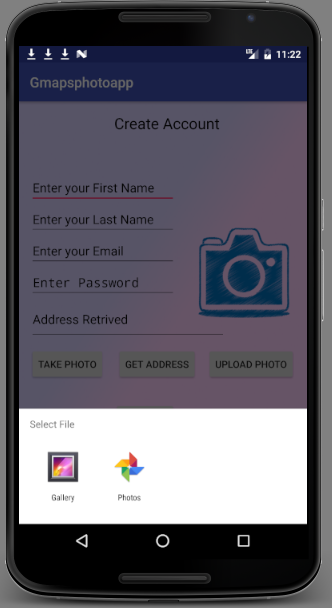 LTE 11:22
Gmapsphotoapp
Create Account
Enter your First Name
Enter your Last Name
Enter your Email
Enter Password
Address Retrived
TAKE PHOTO GET ADDRESS UPLOAD PHOTO
Select File
Gallery Photos